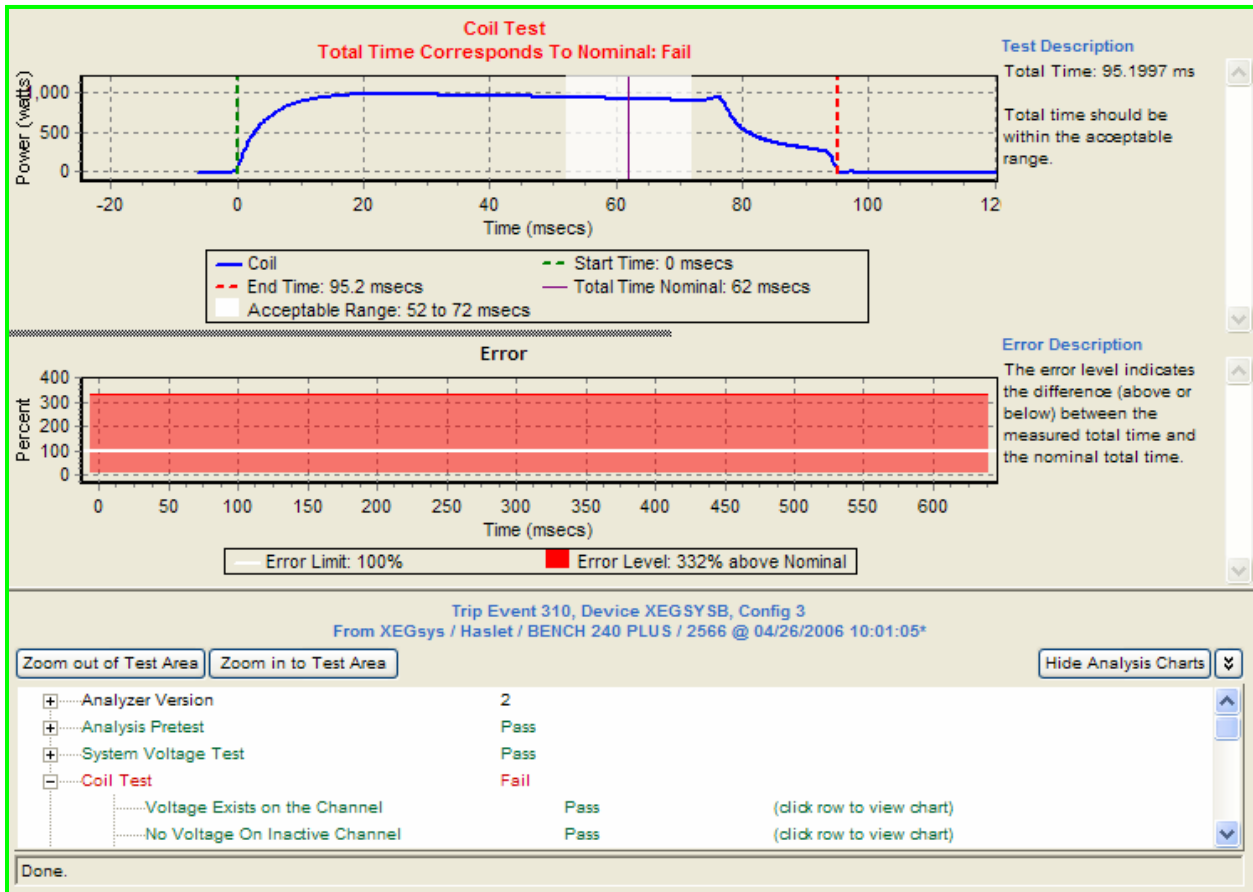 Coil Test
Total Time Corresponds To Nominal: Fail
Power (watts)
1,000
500
0
-20 0 20 40 60 80 100 12
Time (msecs)
Coil
Start Time: 0 msecs
End Time: 95.2 msecs
Total Time Nominal: 62 msecs
Acceptable Range: 52 to 72 msecs
Test Description
Total Time: 95.1997 ms
Total time should be
within the acceptable
range.
Error
Percent
400
300
200
100
0
0 50 100 150 200 250 300 350 400 450 500 550 600
Time (msecs)
Error Limit: 100%
Error Level: 332% above Nominal
Error Description
The error level indicates
the difference (above or
below) between the
measured total time and
the nominal total time.
Trip Event 310, Device XEGSYSB, Config 3
From XEGsys / Haslet / BENCH 240 PLUS / 2566 @ 04/26/2006 10:01:05*
Zoom out of Test Area
Zoom in to Test Area
Hide Analysis Charts
Analyzer Version 2
Analysis Pretest Pass
System Voltage Test Pass
Coil Test Fail
Voltage Exists on the Channel Pass (click row to view chart)
No Voltage On Inactive Channel Pass (click row to view chart)
Done.